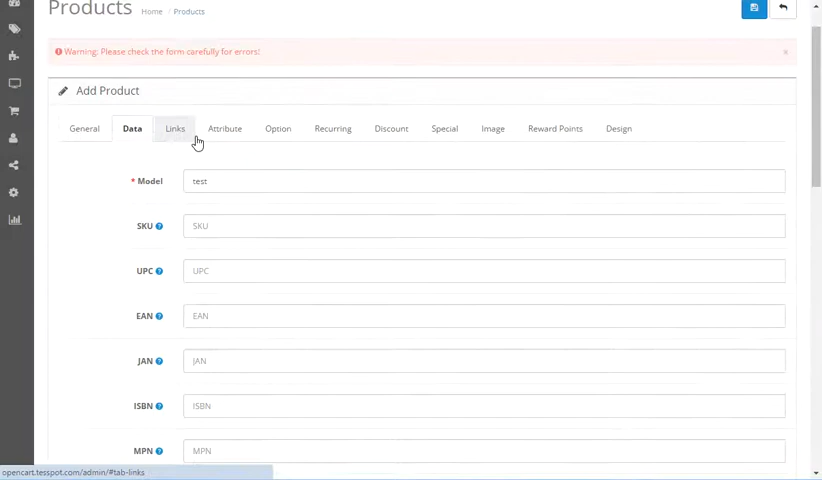 Products Home / Products
Warning: Please check the form carefully for errors! ×
Add Product
General Data Links Attribute Option Recurring Discount Special Image Reward Points Design
* Model test
SKU SKU
UPC UPC
EAN EAN
JAN JAN
ISBN ISBN
MPN MPN
opencart.tesspot.com/admin/#tab-links